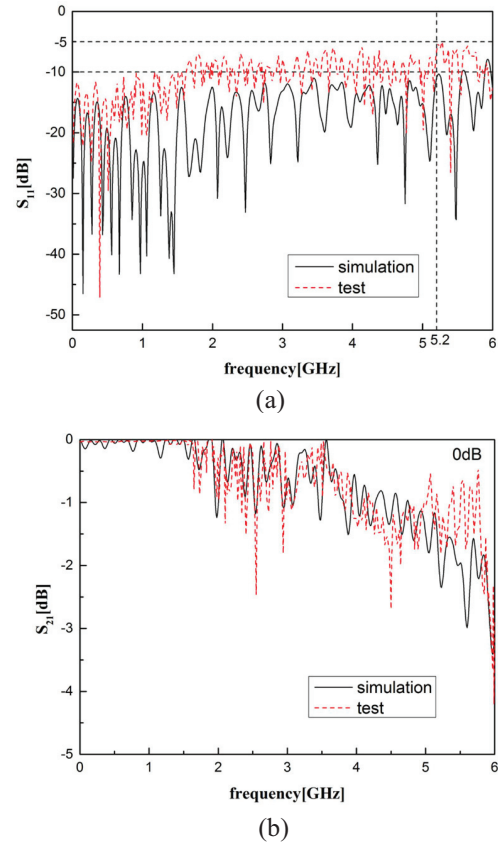 0
-5
-10
-20
-30
-40
-50
S11[dB]
simulation
test
0 1 2 3 4 5 6
5.2
frequency[GHz]
(a)
0
-1
-2
-3
-4
-5
S21[dB]
0dB
simulation
test
0 1 2 3 4 5 6
frequency[GHz]
(b)